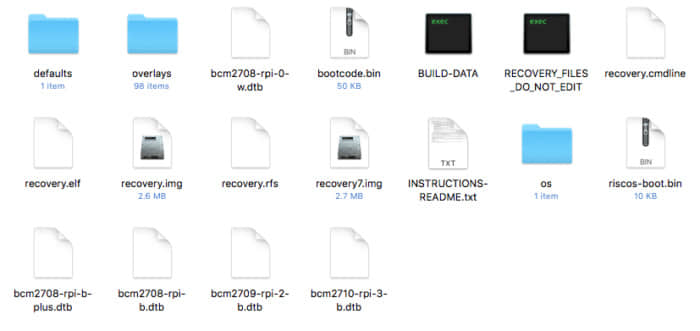 exec
exec
BIN
defaults
overlays
bcm2708-rpi-0-
bootcode.bin
BUILD-DATA
RECOVERY_FILES
recovery.cmdline
1 item
98 items
w.dtb
50 KB
_DO_NOT_EDIT
TXT
BIN
recovery.elf
recovery.img
recovery.rfs
recovery7.img
INSTRUCTIONS-
os
riscos-boot.bin
2.6 MB
2.7 MB
README.txt
1 item
10 KB
bcm2708-rpi-b-
bcm2708-rpi-
bcm2709-rpi-2-
bcm2710-rpi-3-
plus.dtb
b.dtb
b.dtb
b.dtb